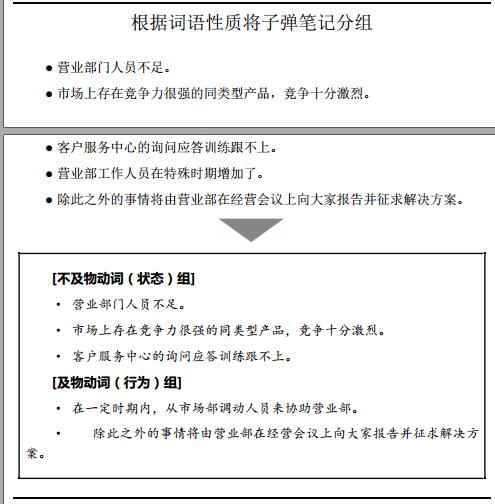 根据词语性质将子弹笔记分组
● 营业部门人员不足。
● 市场上存在竞争力很强的同类型产品，竞争十分激烈。
● 客户服务中心的询问应答训练跟不上。
● 营业部工作人员在特殊时期增加了。
● 除此之外的事情将由营业部在经营会议上向大家报告并征求解决方案。
[不及物动词（状态）组]
· 营业部门人员不足。
· 市场上存在竞争力很强的同类型产品，竞争十分激烈。
· 客户服务中心的询问应答训练跟不上。
[及物动词（行为）组]
· 在一定时期内，从市场部调动人员来协助营业部。
· 除此之外的事情将由营业部在经营会议上向大家报告并征求解决方
案。